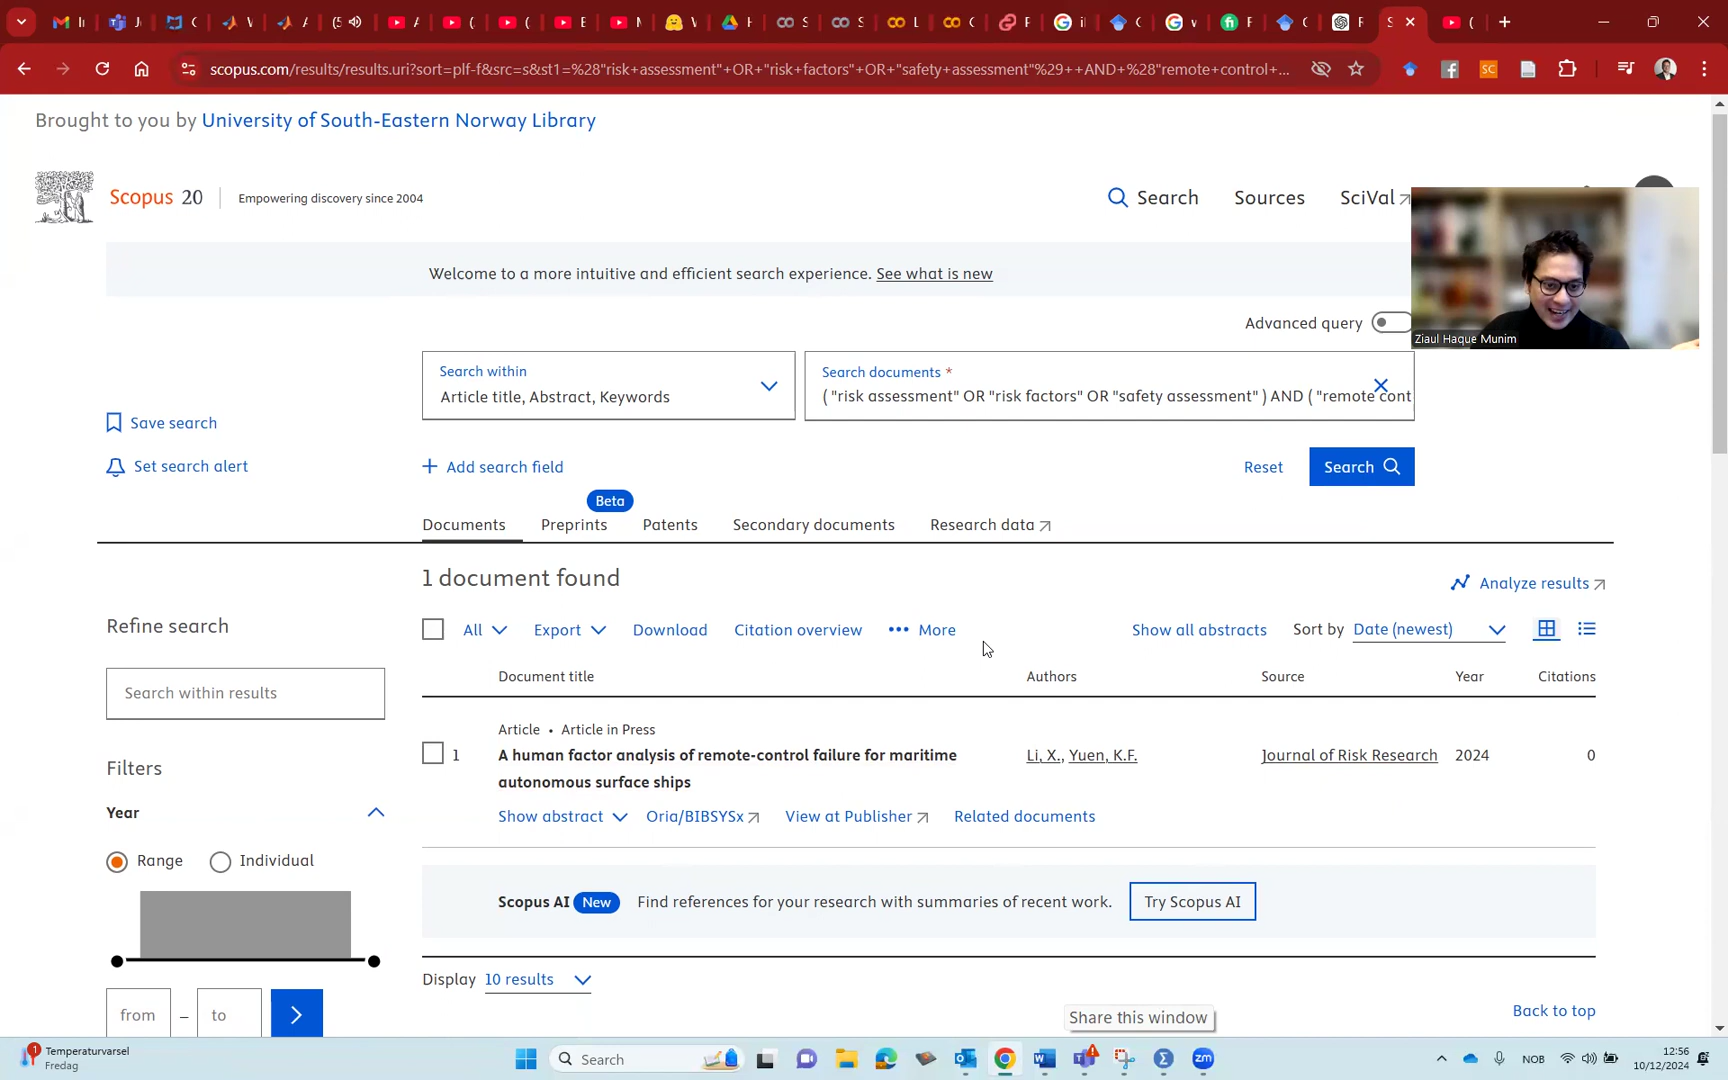 (5
scopus.com/results/results.uri?sort=plf-f&src=s&st1=%28"risk+assessment"+OR+"risk+factors"+OR+"safety+assessment"%29++AND+%28"remote+control+...
SC
Brought to you by University of South-Eastern Norway Library
Scopus 20
Empowering discovery since 2004
Search
Sources
SciVal
Welcome to a more intuitive and efficient search experience. See what is new
Ziaul Haque Munim
Advanced query
Search within
Article title, Abstract, Keywords
Search documents *
( "risk assessment" OR "risk factors" OR "safety assessment" ) AND ( "remote cont
Save search
Set search alert
Add search field
Reset
Search
Beta
Documents
Preprints
Patents
Secondary documents
Research data
1 document found
Analyze results
Refine search
All
Export
Download
Citation overview
More
Show all abstracts
Sort by Date (newest)
Search within results
Document title
Authors
Source
Year
Citations
Article • Article in Press
1
A human factor analysis of remote-control failure for maritime
autonomous surface ships
Li, X., Yuen, K.F.
Journal of Risk Research
2024
0
Show abstract
Oria/BIBSYSx
View at Publisher
Related documents
Filters
Year
Range
Individual
Scopus AI New
Find references for your research with summaries of recent work.
Try Scopus AI
Display 10 results
from – to
Share this window
Back to top
1
Temperaturvarsel
Fredag
Search
zm
NOB
12:56
10/12/2024